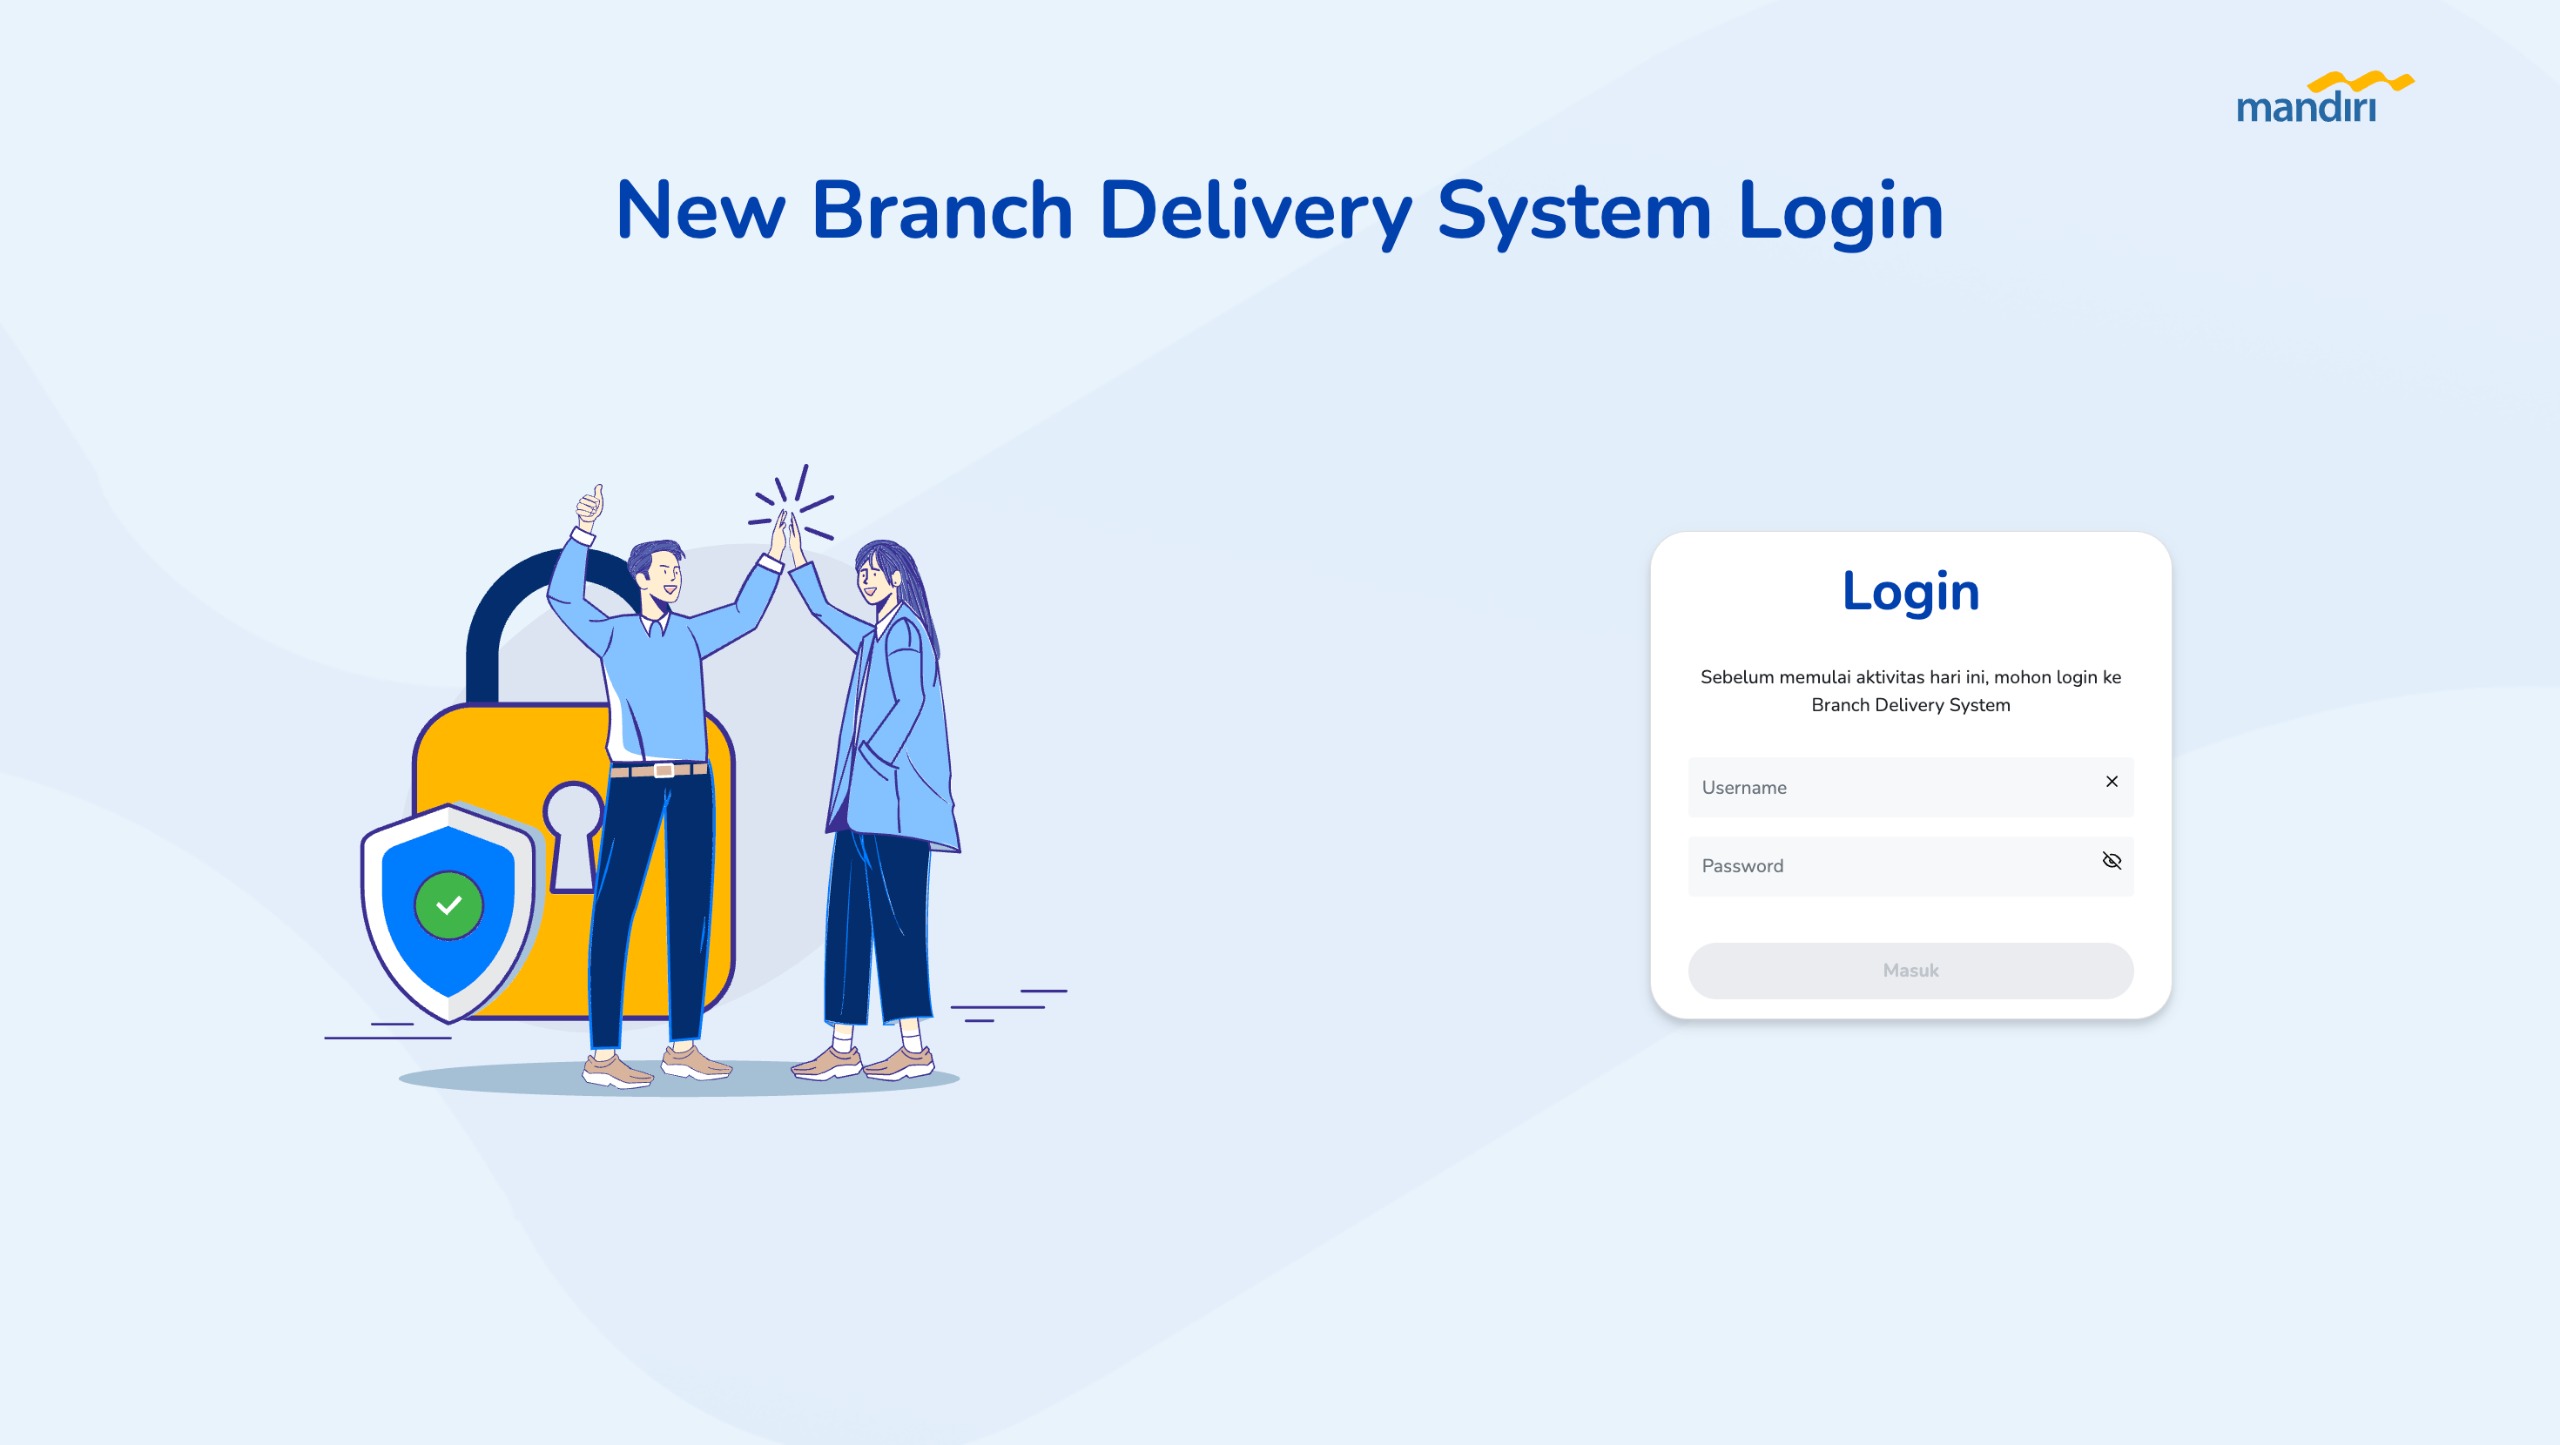 mandiri
New Branch Delivery System Login
Login
Sebelum memulai aktivitas hari ini, mohon login ke
Branch Delivery System
Username
Password
Masuk